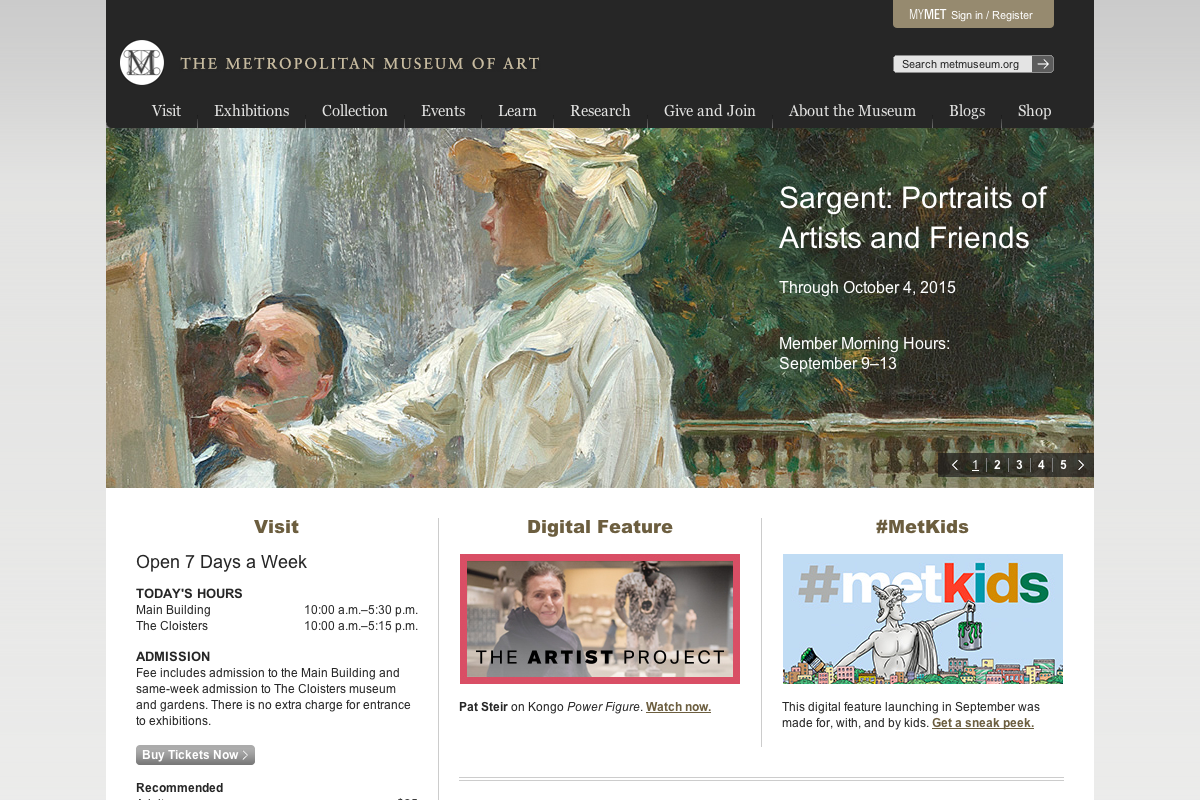 MYMET Sign in / Register
M
THE METROPOLITAN MUSEUM OF ART
Search metmuseum.org
Visit
Exhibitions
Collection
Events
Learn
Research
Give and Join
About the Museum
Blogs
Shop
Sargent: Portraits of
Artists and Friends
Through October 4, 2015
Member Morning Hours:
September 9–13
1 2 3 4 5
Visit
Open 7 Days a Week
TODAY'S HOURS
Main Building 10:00 a.m.–5:30 p.m.
The Cloisters 10:00 a.m.–5:15 p.m.
ADMISSION
Fee includes admission to the Main Building and
same-week admission to The Cloisters museum
and gardens. There is no extra charge for entrance
to exhibitions.
Buy Tickets Now
Recommended
Digital Feature
THE ARTIST PROJECT
Pat Steir on Kongo Power Figure. Watch now.
#MetKids
#metkids
This digital feature launching in September was
made for, with, and by kids. Get a sneak peek.